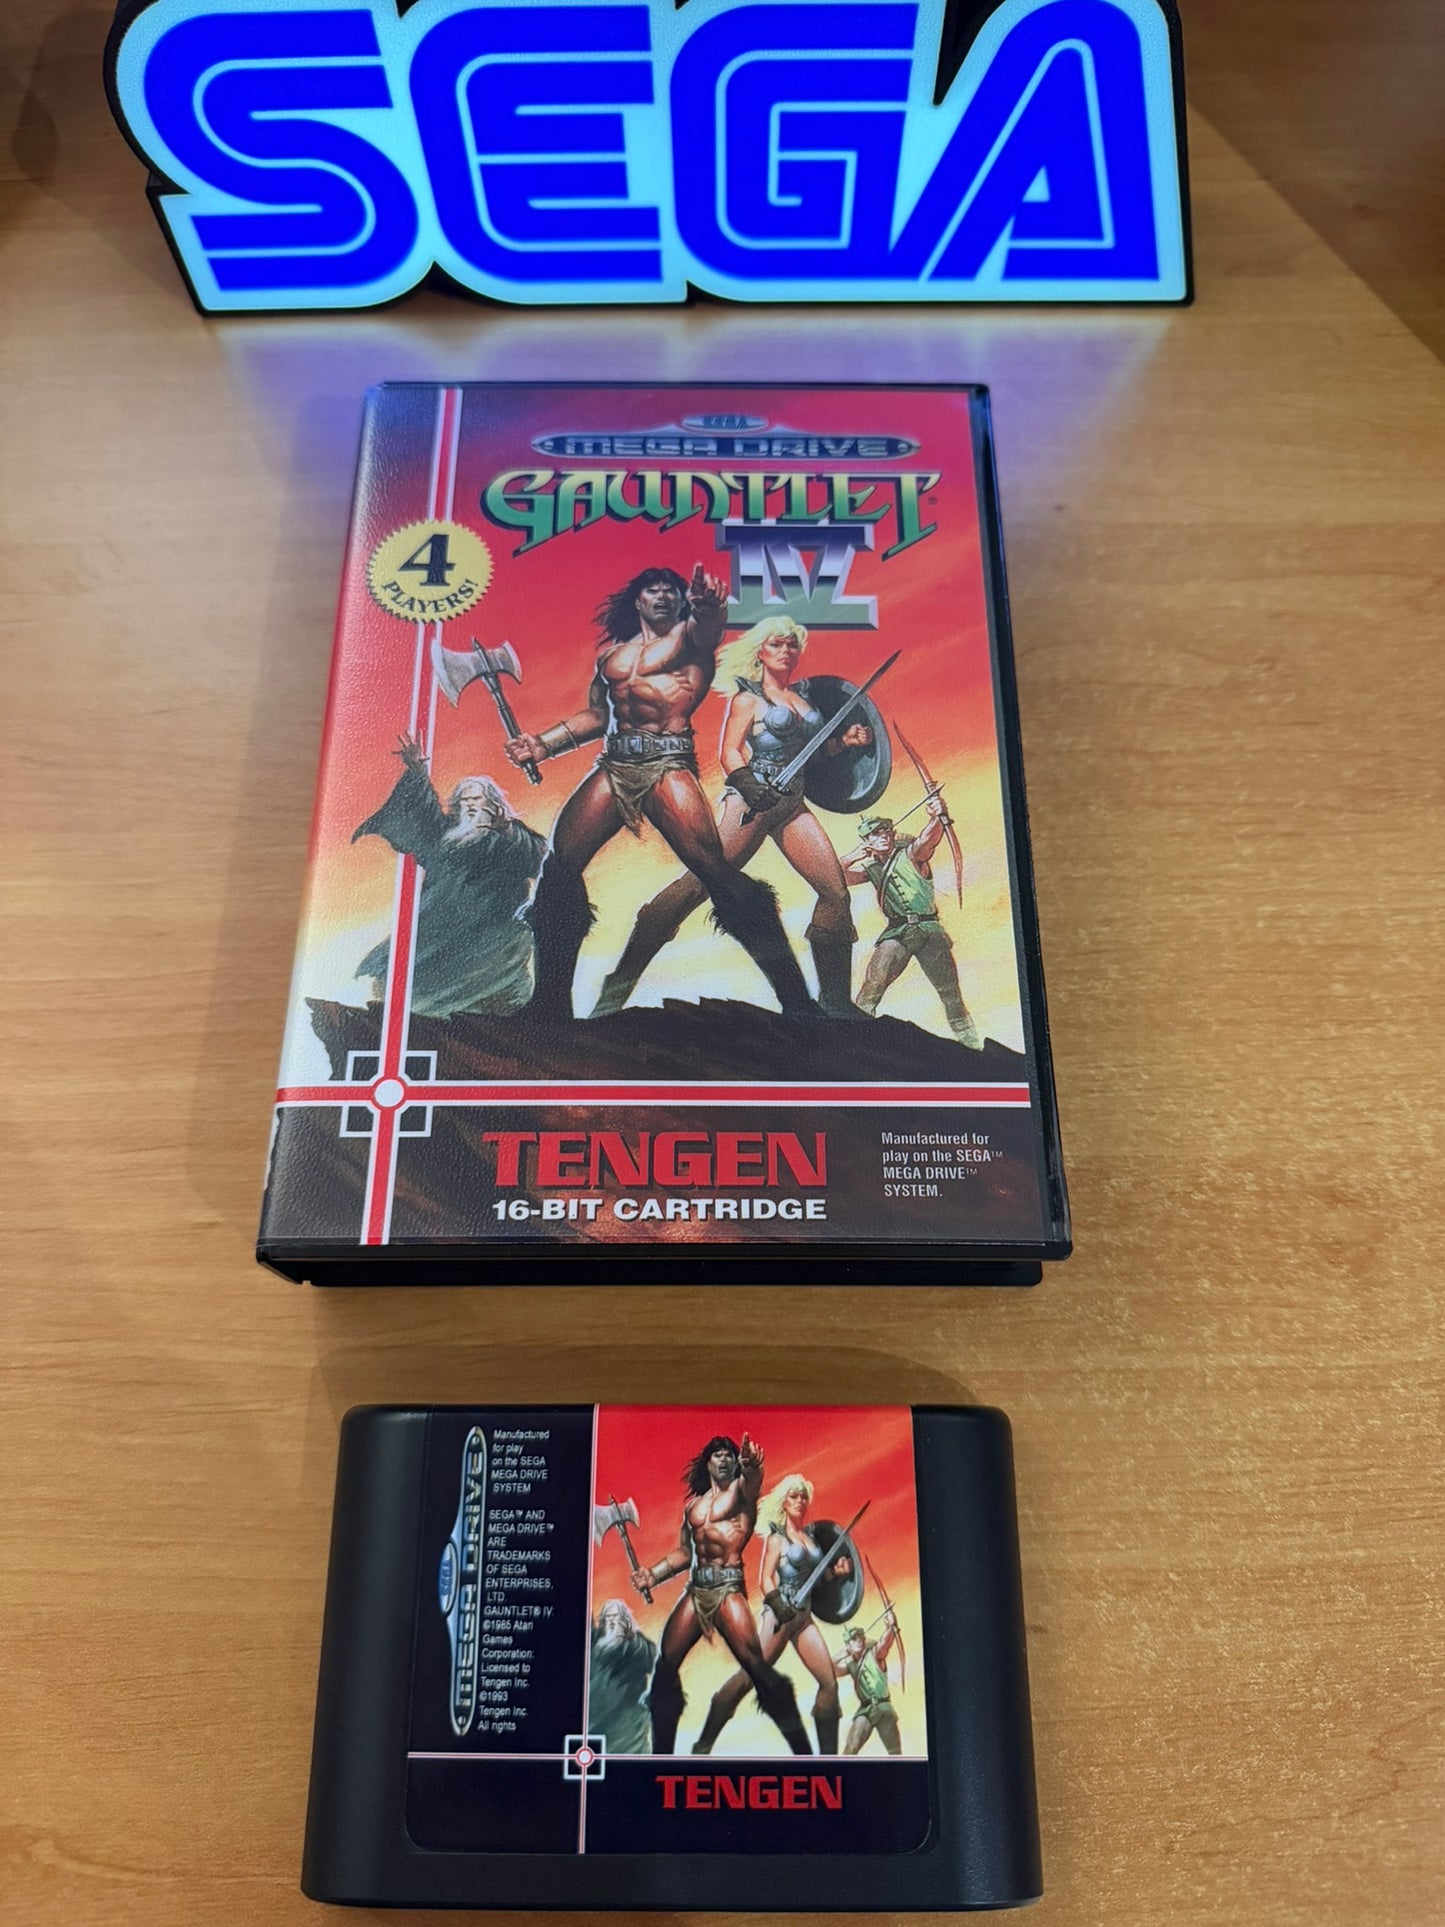 SEGA
SEGA
MEGA DRIVE
GAUNTLET®
IV
4
PLAYERS!
TENGEN
16-BIT CARTRIDGE
Manufactured for
play on the SEGA™
MEGA DRIVE™
SYSTEM.
SEGA
MEGA DRIVE
Manufactured
for play
on the SEGA
MEGA DRIVE
SYSTEM
SEGA™ AND
MEGA DRIVE™
ARE
TRADEMARKS
OF SEGA
ENTERPRISES,
LTD.
GAUNTLET® IV:
©1985 Atari
Games
Corporation:
Licensed to
Tengen Inc.
©1993
Tengen Inc.
All rights
TENGEN